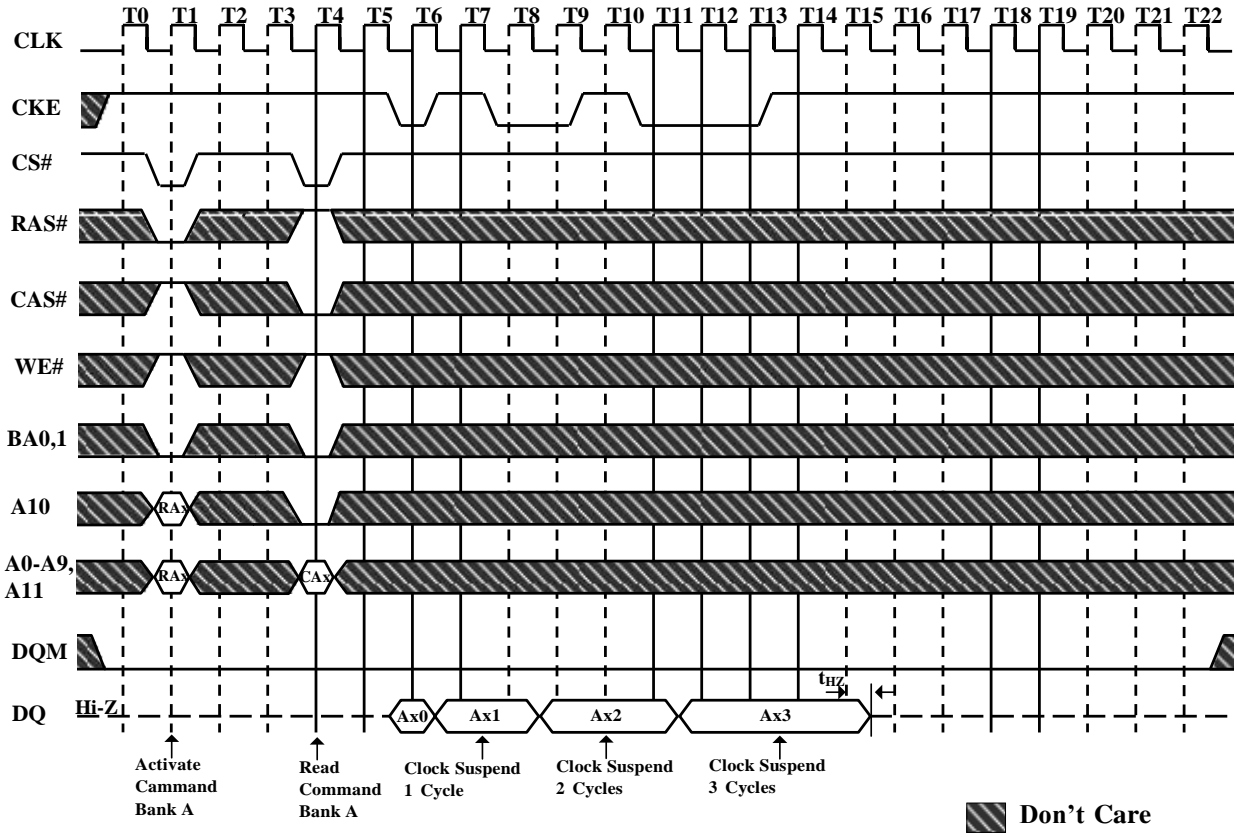 T0 T1 T2 T3 T4 T5 T6 T7 T8 T9 T10 T11 T12 T13 T14 T15 T16 T17 T18 T19 T20 T21 T22
CLK
CKE
CS#
RAS#
CAS#
WE#
BA0,1
A10
RAx
A0-A9,
A11
RAx
CAx
DQM
tHZ
DQ
Hi-Z
Ax0
Ax1
Ax2
Ax3
Activate
Cammand
Bank A
Read
Command
Bank A
Clock Suspend
1 Cycle
Clock Suspend
2 Cycles
Clock Suspend
3 Cycles
Don't Care